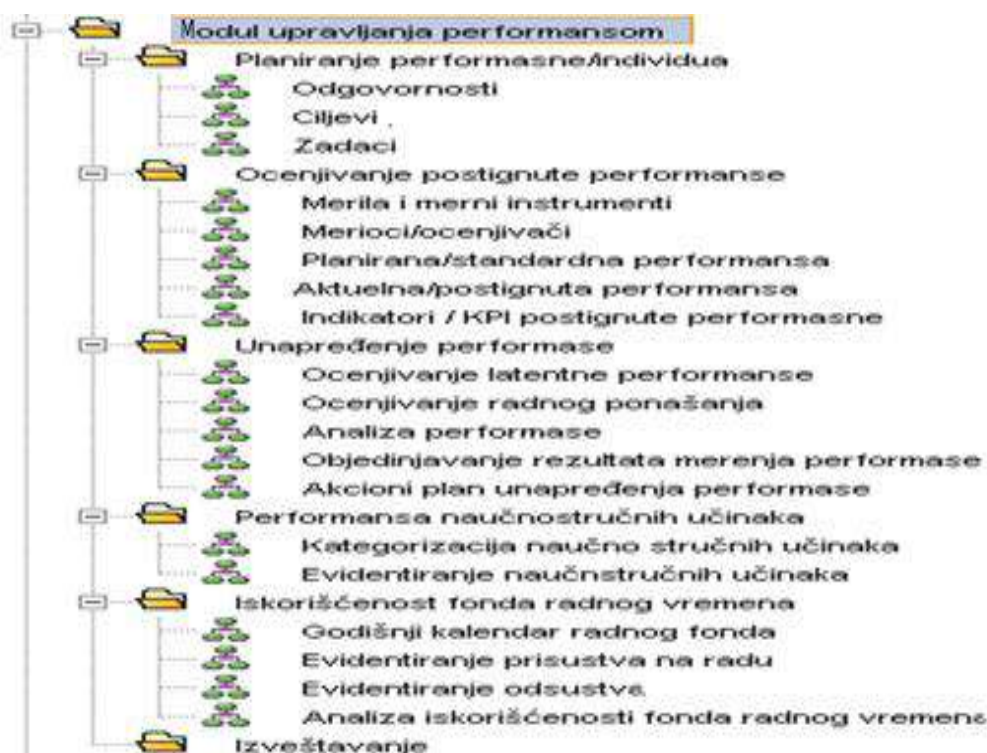 Modul upravljanja performansom
Planiranje performasne/individua
Odgovornosti
Ciljevi
Zadaci
Ocenjivanje postignute performanse
Merila i merni instrumenti
Merioci/ocenjivači
Planirana/standardna performansa
Aktuelna/postignuta performansa
Indikatori / KPI postignute performasne
Unapređenje performase
Ocenjivanje latentne performanse
Ocenjivanje radnog ponašanja
Analiza performase
Objedinjavanje rezultata merenja performase
Akcioni plan unapređenja performase
Performansa naučnostručnih učinaka
Kategorizacija naučno stručnih učinaka
Evidentiranje naučnstručnih učinaka
Iskorišćenost fonda radnog vremena
Godišnji kalendar radnog fonda
Evidentiranje prisustva na radu
Evidentiranje odsustva
Analiza iskorišćenosti fonda radnog vremena
Izveštavanje